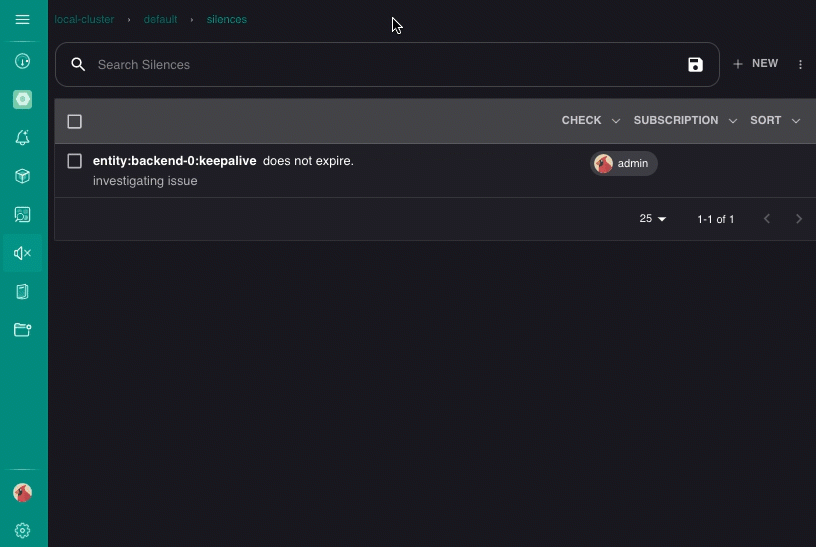 local-cluster › default › silences
Search Silences
NEW
CHECK SUBSCRIPTION SORT
entity:backend-0:keepalive does not expire. admin
investigating issue
25 1-1 of 1